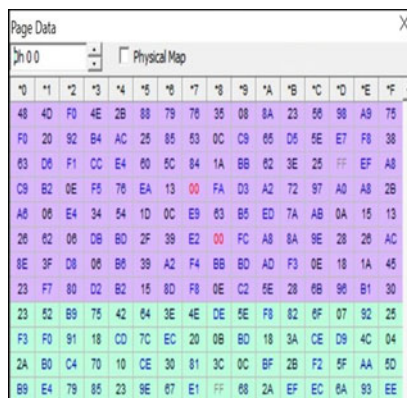 Page Data
h 0 0 Physical Map
*0 *1 *2 *3 *4 *5 *6 *7 *8 *9 *A *B *C *D *E *F
48 4D F0 4E 2B 88 79 76 35 08 8A 23 56 98 A9 75
F0 20 92 B4 AC 25 85 53 0C C9 65 D5 5E E7 F8 38
63 D6 F1 CC E4 60 5C 84 1A BB 62 3E 25 FF EF A8
C9 B2 0E F5 76 EA 13 00 FA D3 A2 72 97 A0 A8 2B
A6 06 E4 34 54 1D 0C E9 63 B5 ED 7A AB 0A 15 13
26 62 06 DB BD 2F 39 E2 00 FC A8 8A 9E 28 26 AC
8E 3F D8 06 B6 39 A2 F4 BB BD AD F3 0E 18 1A 45
23 F7 80 D2 B2 15 8D F8 0E C2 5E 28 6B 96 B1 30
23 52 B9 75 42 64 3E 4E DE 5E F8 82 6F 07 92 25
F3 F0 91 18 CD 7C EC 20 0B BD 18 3A CE D9 4C 04
2A B0 C4 70 10 CE 30 81 3C 0C BF 2B F2 5F AA 5D
B9 E4 79 85 23 9E 67 E1 FF 68 2A EF EC 6A 93 EE